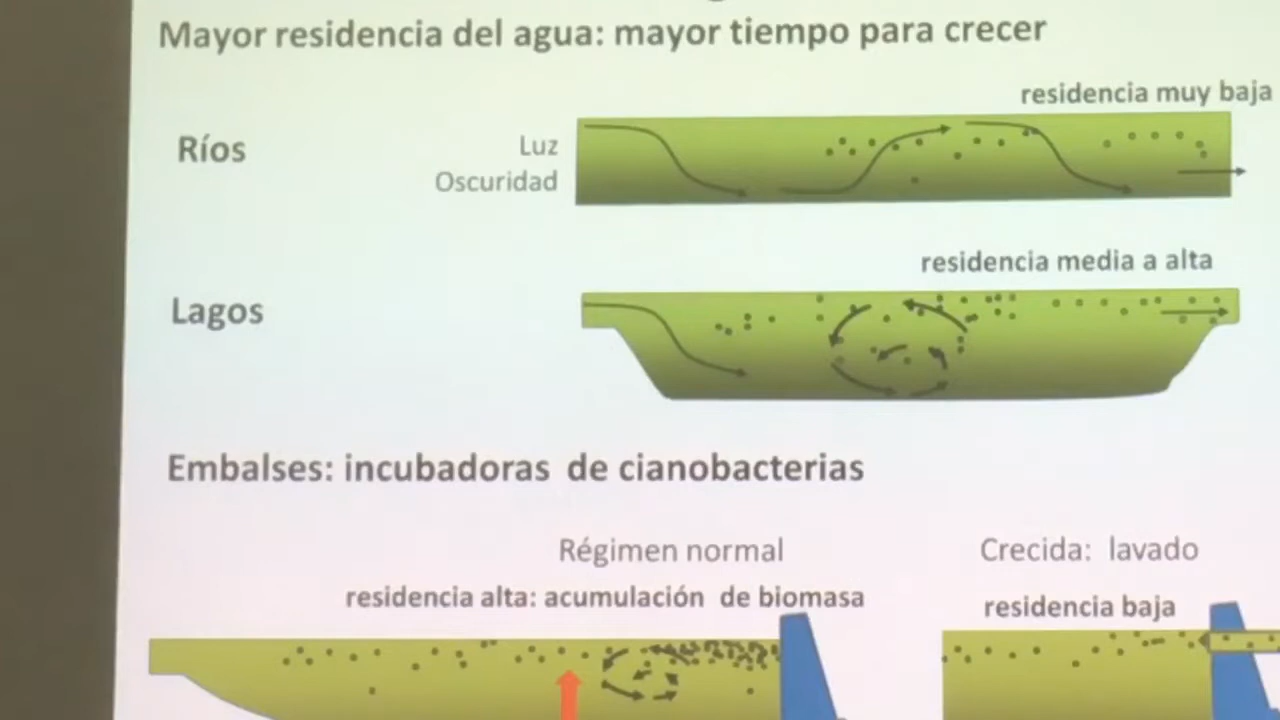 Mayor residencia del agua: mayor tiempo para crecer
residencia muy baja
Ríos
Luz
Oscuridad
residencia media a alta
Lagos
Embalses: incubadoras de cianobacterias
Régimen normal
Crecida: lavado
residencia alta: acumulación de biomasa
residencia baja